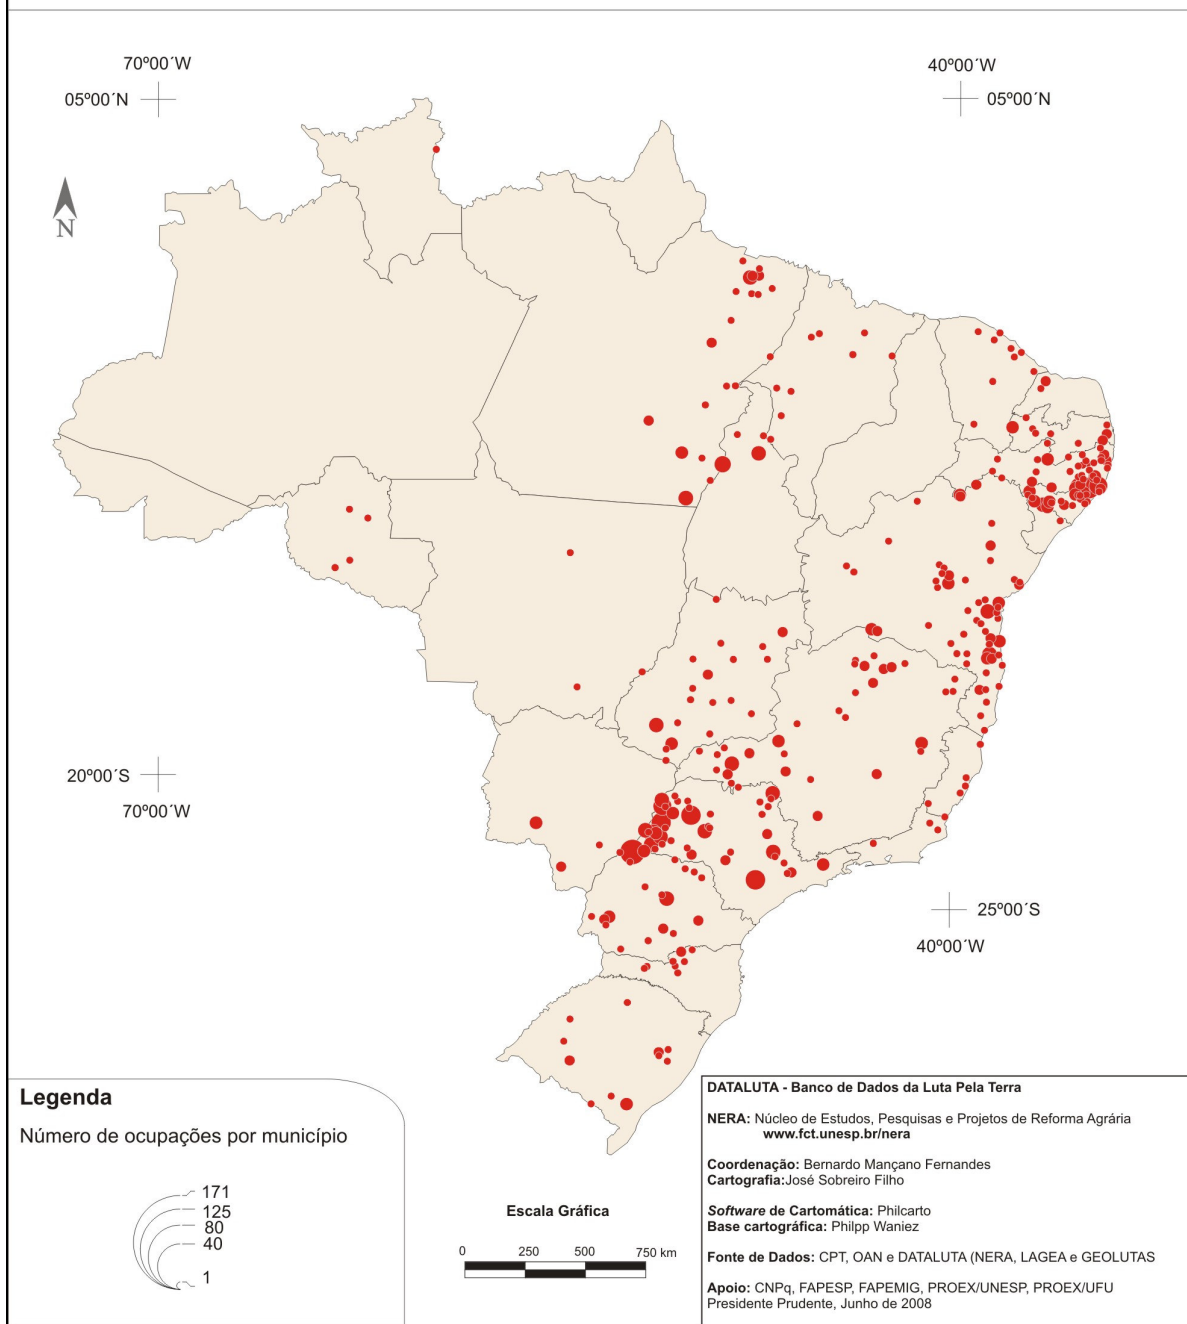 70º00´W
40º00´W
05º00´N
05º00´N
N
20º00´S
70º00´W
25º00´S
40º00´W
Legenda
Número de ocupações por município
171
125
80
40
1
Escala Gráfica
0 250 500 750 km
DATALUTA - Banco de Dados da Luta Pela Terra
NERA: Núcleo de Estudos, Pesquisas e Projetos de Reforma Agrária
www.fct.unesp.br/nera
Coordenação: Bernardo Mançano Fernandes
Cartografia:José Sobreiro Filho
Software de Cartomática: Philcarto
Base cartográfica: Philpp Waniez
Fonte de Dados: CPT, OAN e DATALUTA (NERA, LAGEA e GEOLUTAS
Apoio: CNPq, FAPESP, FAPEMIG, PROEX/UNESP, PROEX/UFU
Presidente Prudente, Junho de 2008